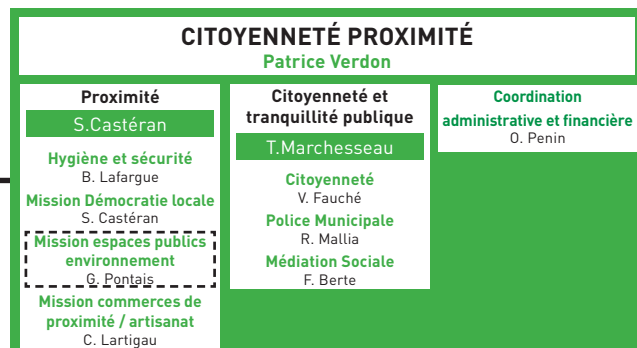 CITOYENNETÉ PROXIMITÉ
Patrice Verdon
Proximité
S.Castéran
Hygiène et sécurité
B. Lafargue
Mission Démocratie locale
S. Castéran
Mission espaces publics
environnement
G. Pontais
Mission commerces de
proximité / artisanat
C. Lartigau
Citoyenneté et
tranquillité publique
T.Marchesseau
Citoyenneté
V. Fauché
Police Municipale
R. Mallia
Médiation Sociale
F. Berte
Coordination
administrative et financière
O. Penin